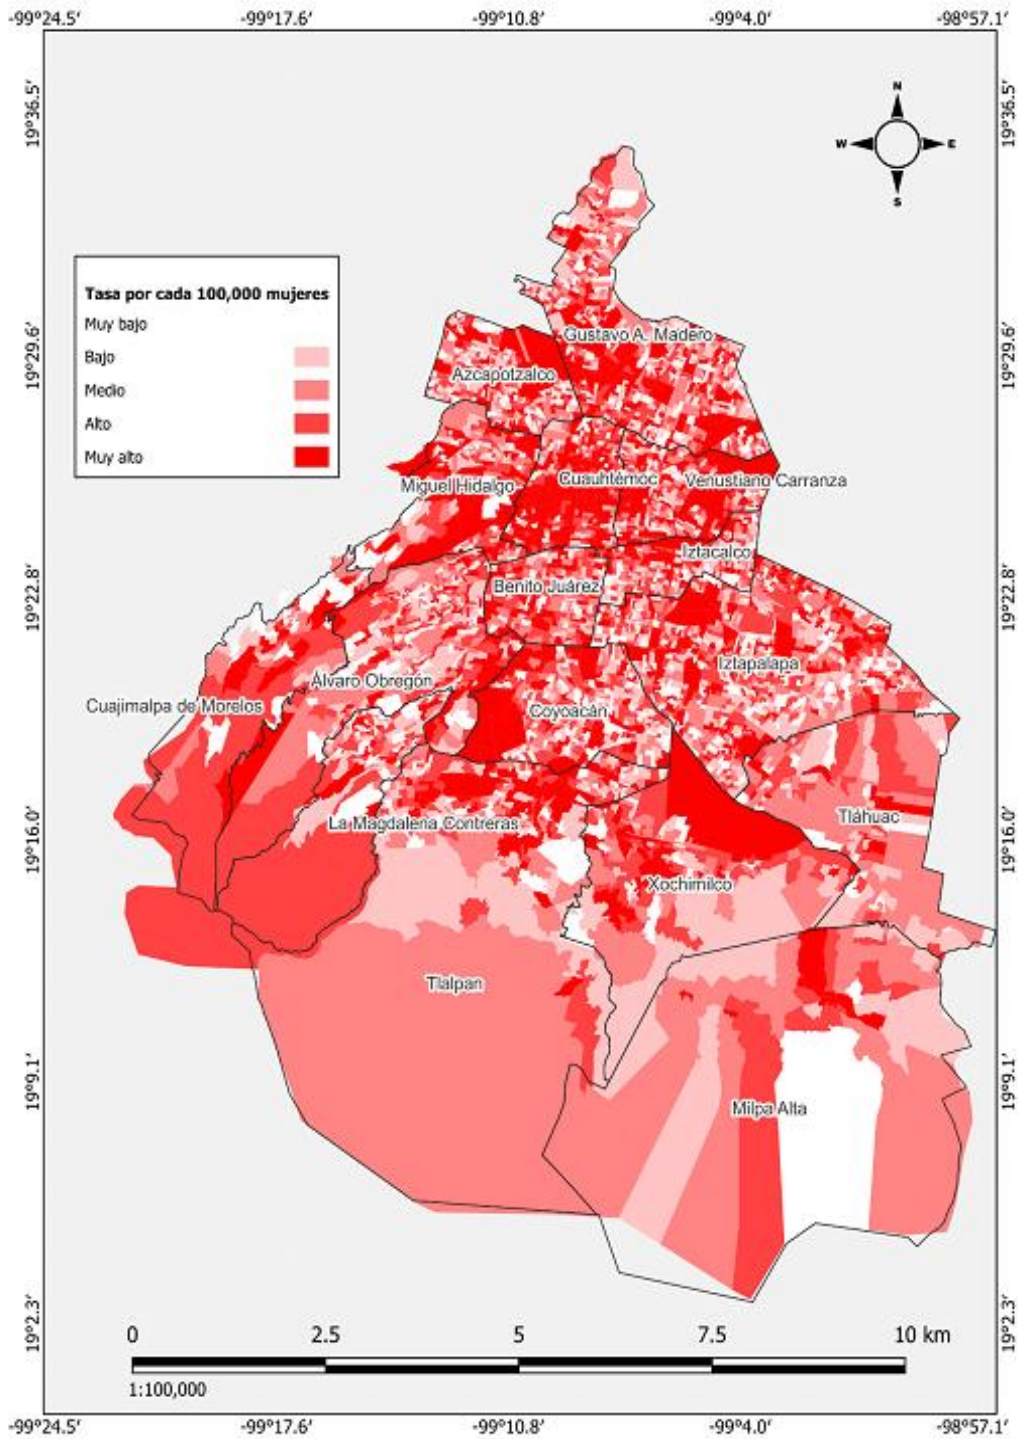 -99°24.5'
-99°17.6'
-99°10.8'
-99°4.0'
-98°57.1'
19°36.5'
19°36.5'
N
W
E
S
Tasa por cada 100,000 mujeres
Muy bajo
Bajo
Medio
Alto
Muy alto
19°29.6'
19°29.6'
Gustavo A. Madero
Azcapotzalco
Miguel Hidalgo
Cuauhtémoc
Venustiano Carranza
Iztacalco
Benito Juárez
19°22.8'
19°22.8'
Iztapalapa
Álvaro Obregón
Cuajimalpa de Morelos
Coyoacán
19°16.0'
19°16.0'
La Magdalena Contreras
Tláhuac
Xochimilco
Tlalpan
19°9.1'
19°9.1'
Milpa Alta
19°2.3'
19°2.3'
0
2.5
5
7.5
10 km
1:100,000
-99°24.5'
-99°17.6'
-99°10.8'
-99°4.0'
-98°57.1'